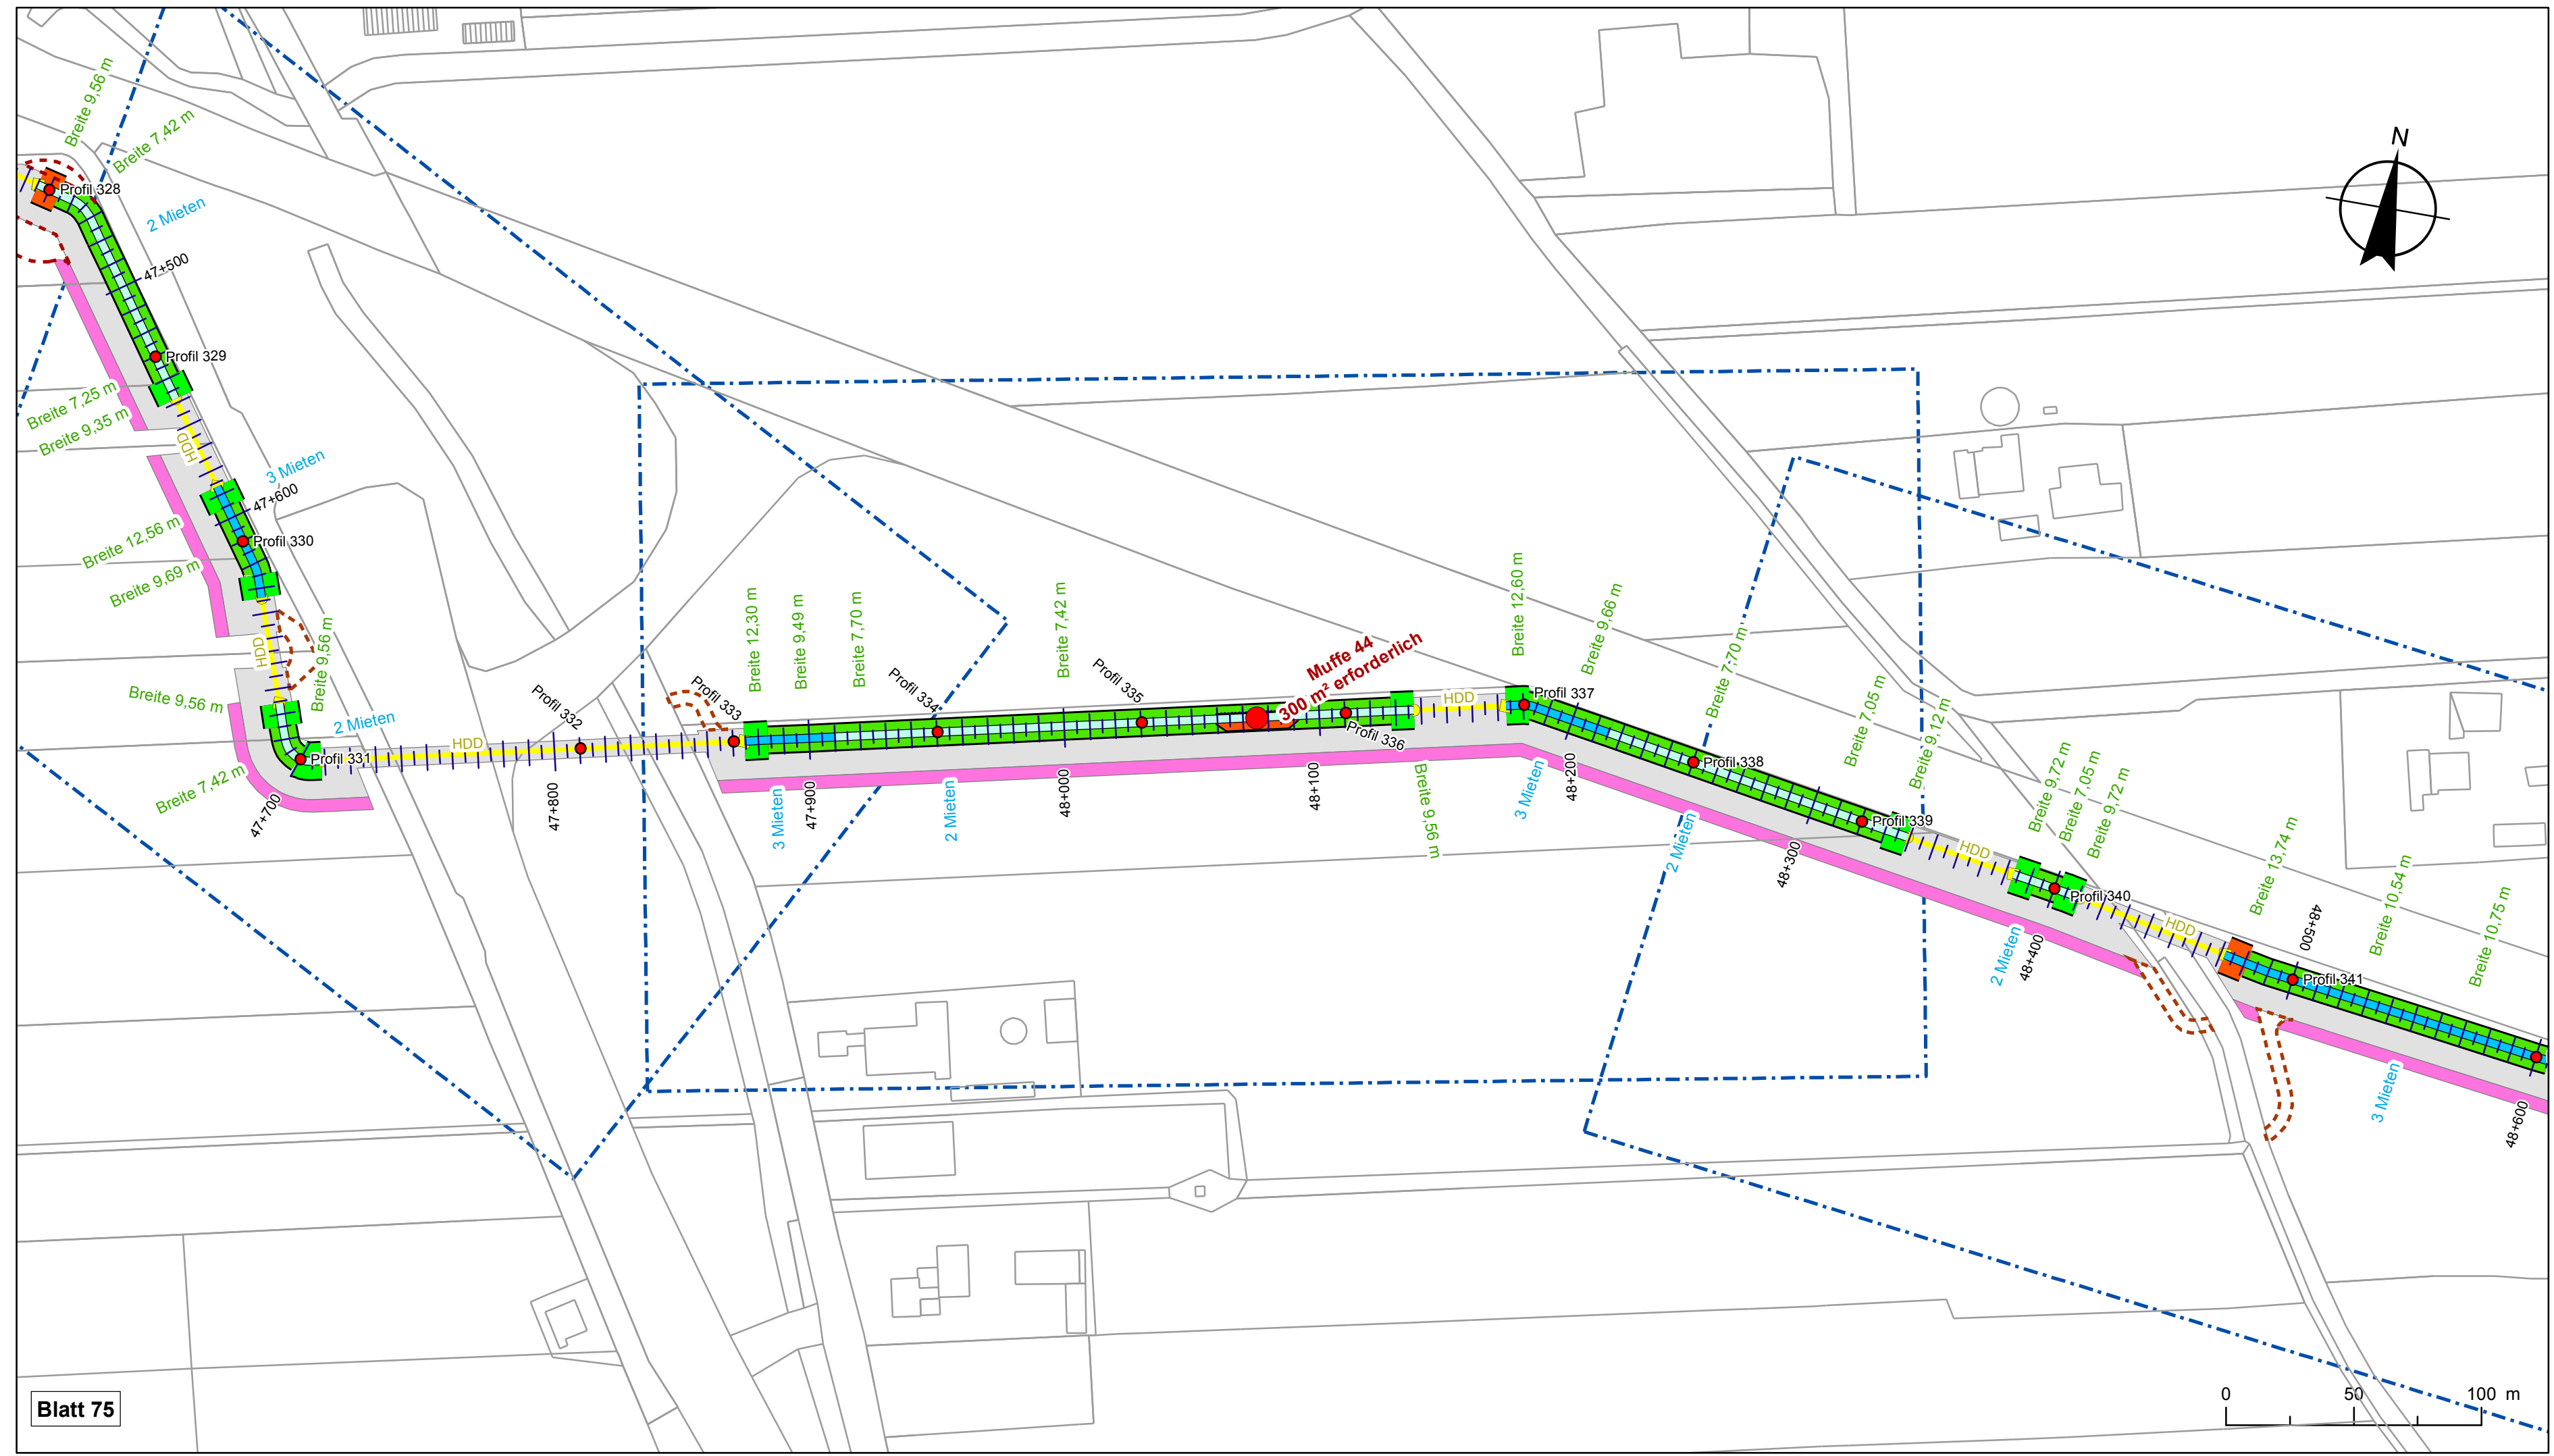 Breite 9,56 m
Breite 7,42 m
Profil 328
2 Mieten
47+500
Profil 329
Breite 7,25 m
Breite 9,35 m
HDD
3 Mieten
47+600
Breite 12,56 m
Profil 330
Breite 9,69 m
HDD
Breite 9,56 m
Breite 9,56 m
2 Mieten
Profil 331
Breite 7,42 m
47+700
HDD
Profil 332
47+800
Profil 333
Breite 12,30 m
Breite 9,49 m
Breite 7,70 m
3 Mieten
47+900
Profil 334
2 Mieten
Breite 7,42 m
48+000
Profil 335
Muffe 44
300 m² erforderlich
48+100
Profil 336
Breite 9,56 m
HDD
Breite 12,60 m
Profil 337
3 Mieten
48+200
Breite 9,66 m
Breite 7,70 m
Profil 338
2 Mieten
48+300
Breite 7,05 m
Profil 339
Breite 9,12 m
HDD
2 Mieten
48+400
Breite 9,72 m
Breite 7,05 m
Breite 9,72 m
Profil 340
HDD
Breite 13,74 m
48+500
Profil 341
Breite 10,54 m
3 Mieten
Breite 10,75 m
48+600
N
0 50 100 m
Blatt 75